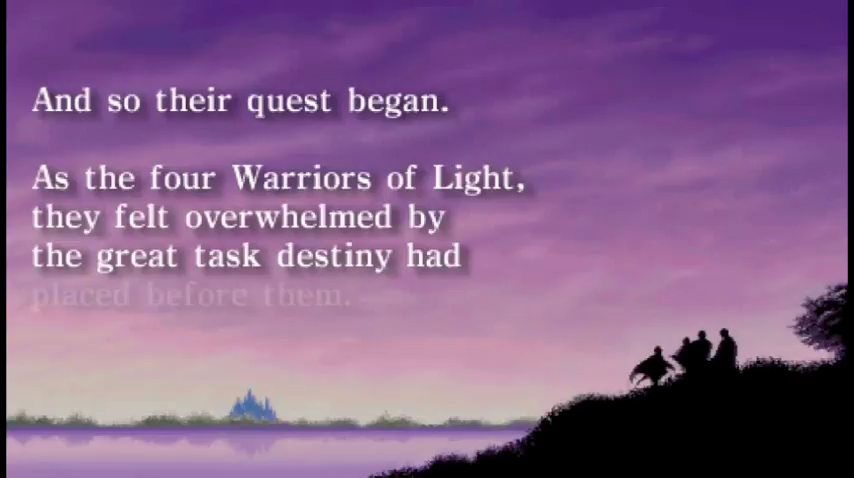 And so their quest began.
As the four Warriors of Light,
they felt overwhelmed by
the great task destiny had
placed before them.